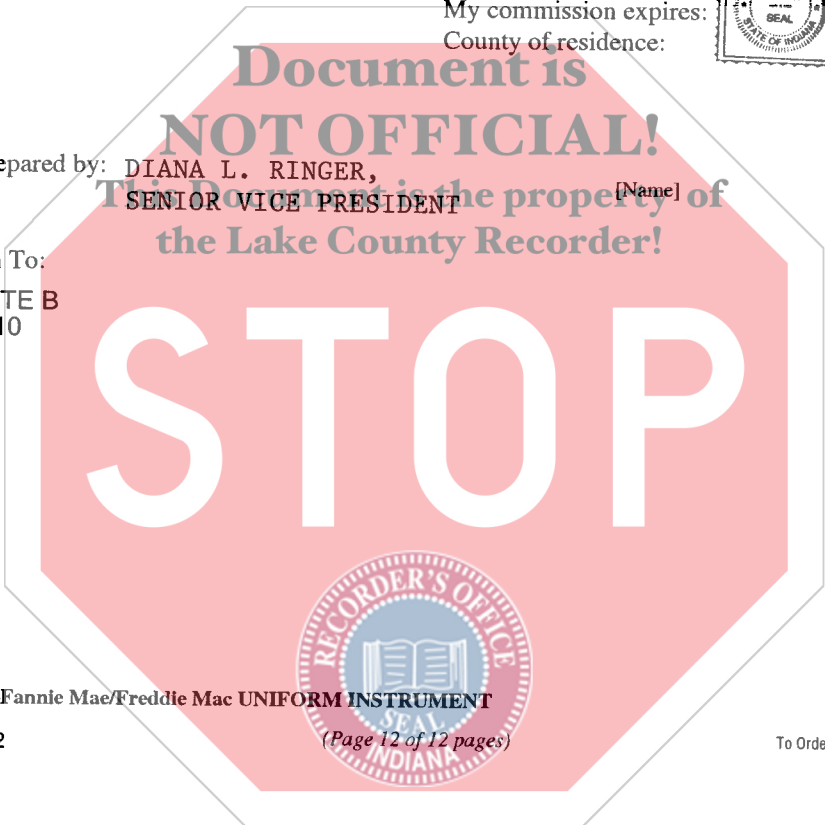 My commission expires:
SEAL
STATE OF INDIANA
County of residence:
Document is
NOT OFFICIAL!
epared by: DIANA L. RINGER,
This Document is the property of
[Name]
SENIOR VICE PRESIDENT
the Lake County Recorder!
To:
TE B
10
STOP
RECORDER'S OFFICE
Fannie Mae/Freddie Mac UNIFORM INSTRUMENT
SEAL
2
(Page 12 of 12 pages)
To Orde
INDIANA